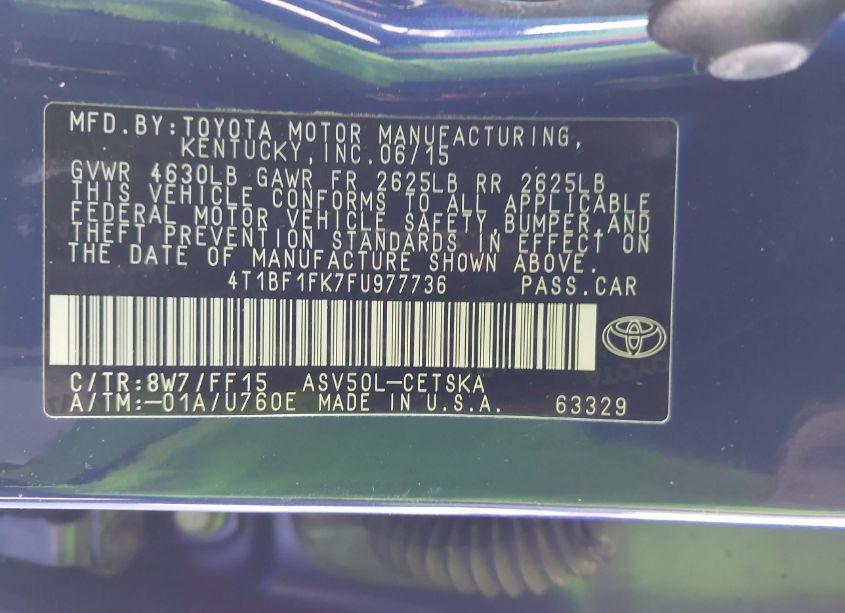 MFD.BY:TOYOTA MOTOR MANUFACTURING,
KENTUCKY,INC.06/15
GVWR 4630LB GAWR FR 2625LB RR 2625LB
THIS VEHICLE CONFORMS TO ALL APPLICABLE
FEDERAL MOTOR VEHICLE SAFETY,BUMPER,AND
THEFT PREVENTION STANDARDS IN EFFECT ON
THE DATE OF MANUFACTURE SHOWN ABOVE.
4T1BF1FK7FU977736 PASS.CAR
C/TR:8W7/FF15 ASV50L-CETSKA
A/TM:-01A/U760E MADE IN U.S.A. 63329